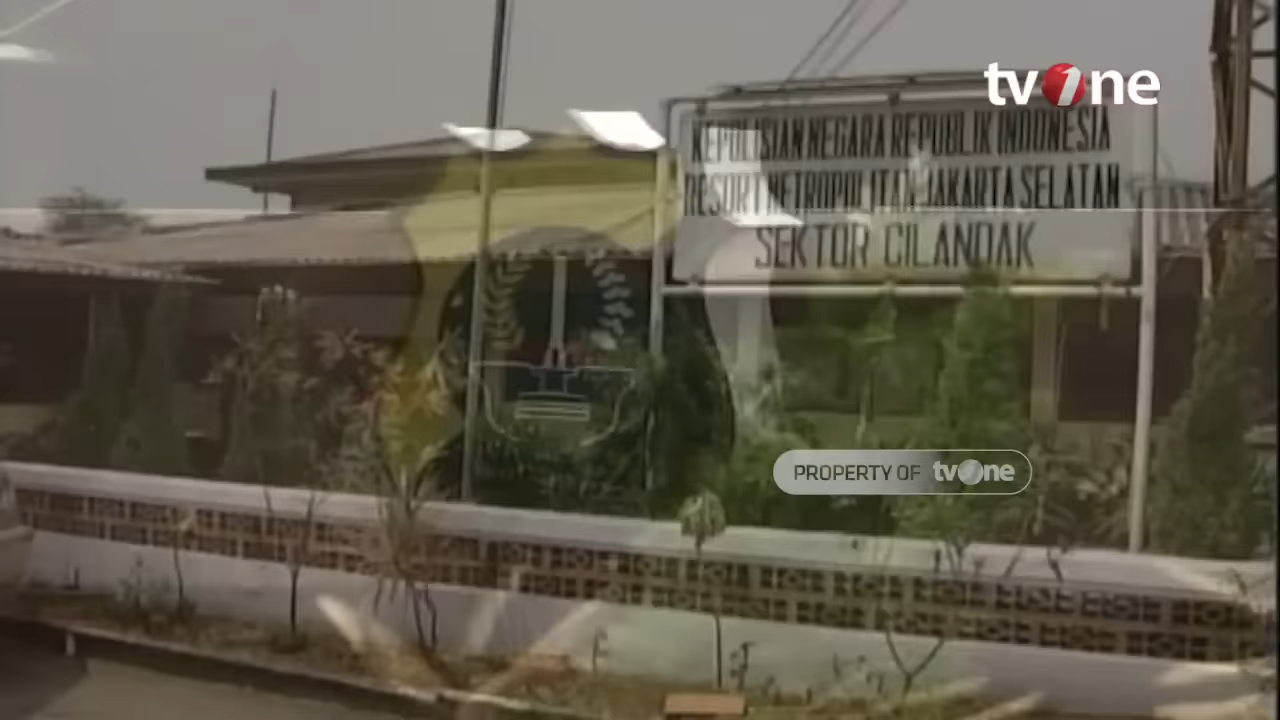 tvOne
KEPOLISIAN NEGARA REPUBLIK INDONESIA
RESORT METROPOLITAN JAKARTA SELATAN
SEKTOR CILANDAK
PROPERTY OF tvOne